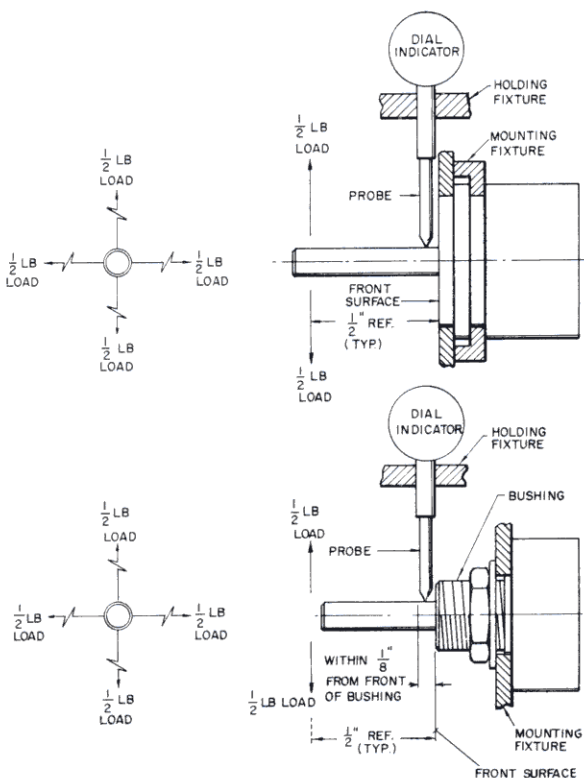 DIAL
INDICATOR
HOLDING
FIXTURE
1/2 LB
LOAD
MOUNTING
FIXTURE
1/2 LB
LOAD
PROBE
1/2 LB
LOAD
1/2 LB
LOAD
FRONT
SURFACE
1/2" REF.
(TYP.)
1/2 LB
LOAD
1/2 LB
LOAD
DIAL
INDICATOR
HOLDING
FIXTURE
BUSHING
1/2 LB
LOAD
1/2 LB
LOAD
PROBE
1/2 LB
LOAD
1/2 LB
LOAD
WITHIN 1/8"
FROM FRONT
OF BUSHING
1/2 LB
LOAD
1/2 LB LOAD
1/2" REF.
(TYP.)
MOUNTING
FIXTURE
FRONT SURFACE